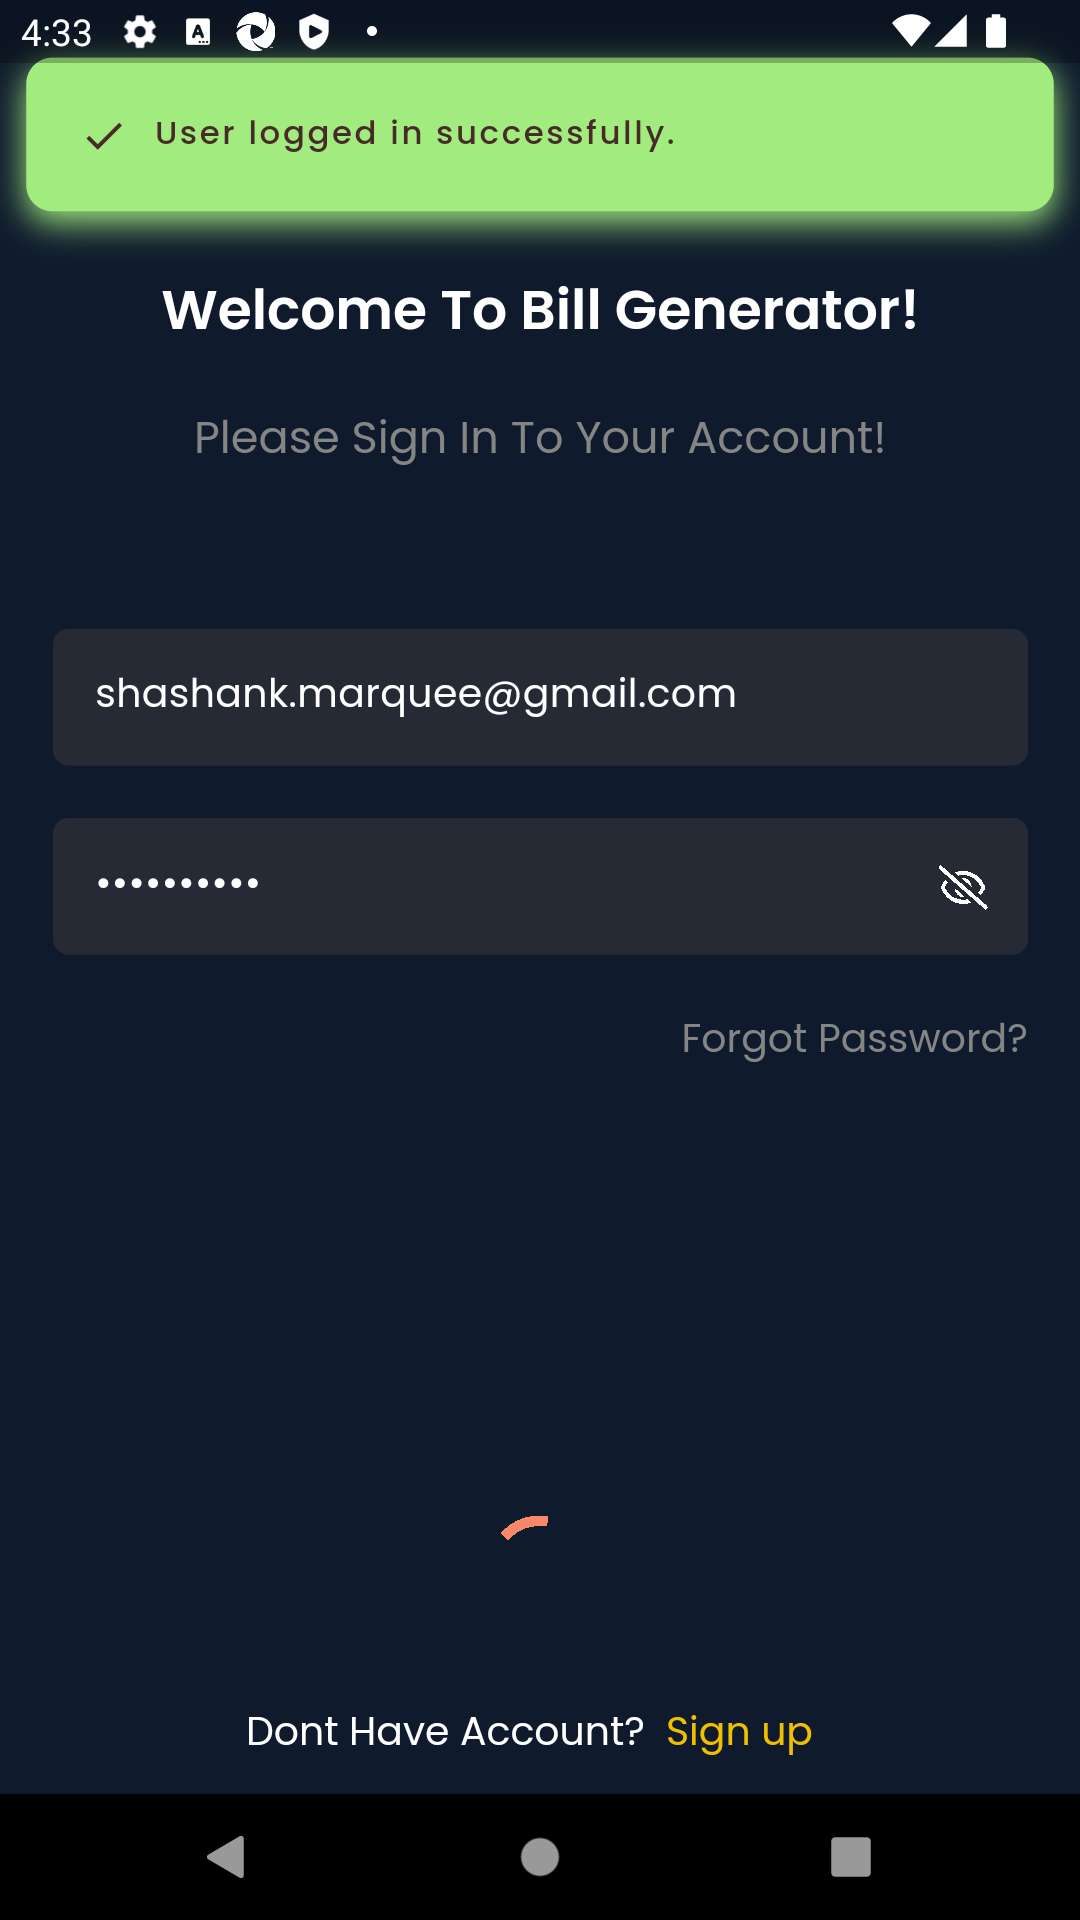 4:33
User logged in successfully.
Welcome To Bill Generator!
Please Sign In To Your Account!
shashank.marquee@gmail.com
••••••••••
Forgot Password?
Dont Have Account? Sign up